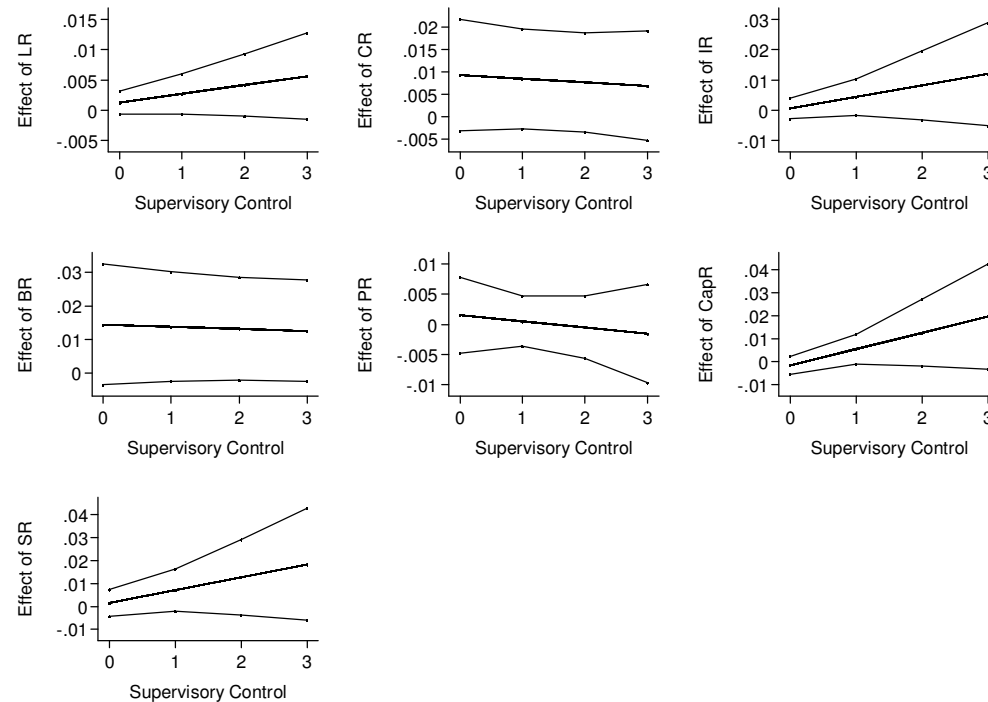 Effect of LR
.015
.01
.005
0
-.005
0 1 2 3
Supervisory Control
Effect of CR
.02
.015
.01
.005
0
-.005
0 1 2 3
Supervisory Control
Effect of IR
.03
.02
.01
0
-.01
0 1 2 3
Supervisory Control
Effect of BR
.03
.02
.01
0
0 1 2 3
Supervisory Control
Effect of PR
.01
.005
0
-.005
-.01
0 1 2 3
Supervisory Control
Effect of CapR
.04
.03
.02
.01
0
-.01
0 1 2 3
Supervisory Control
Effect of SR
.04
.03
.02
.01
0
-.01
0 1 2 3
Supervisory Control